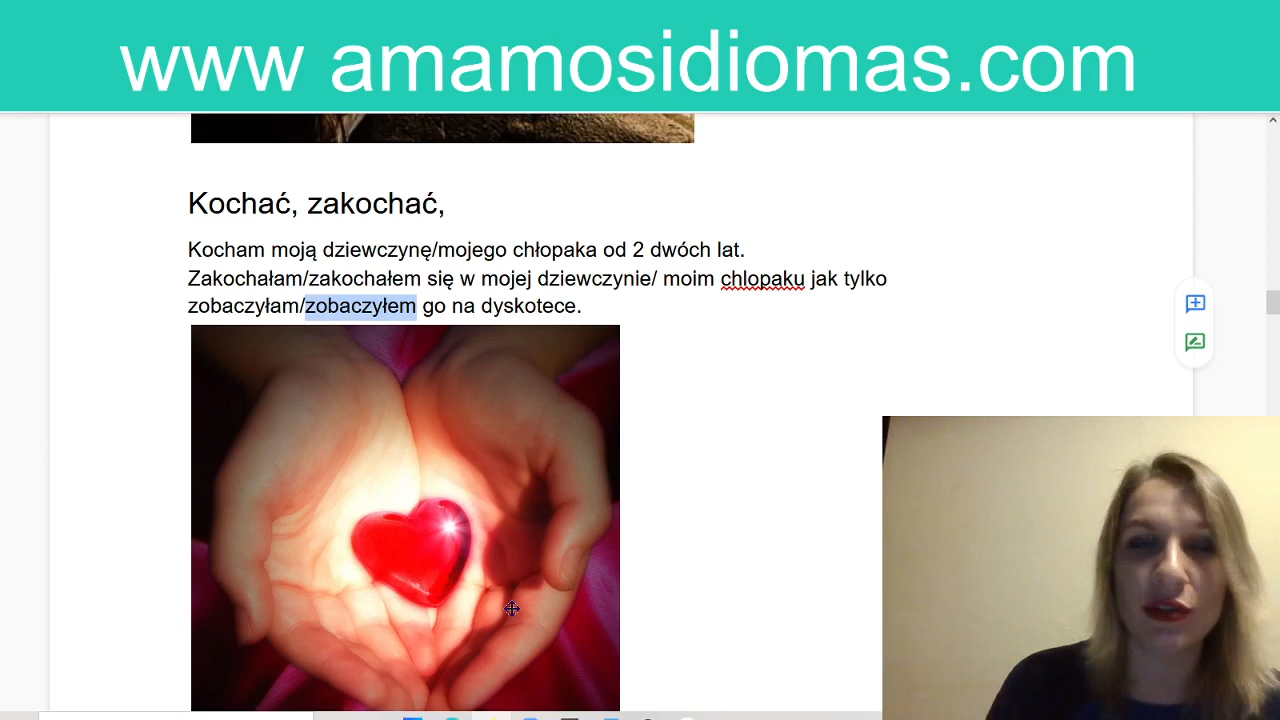 www amamosidiomas.com
Kochać, zakochać,
Kocham moją dziewczynę/mojego chłopaka od 2 dwóch lat.
Zakochałam/zakochałem się w mojej dziewczynie/ moim chlopaku jak tylko
zobaczyłam/zobaczyłem go na dyskotece.